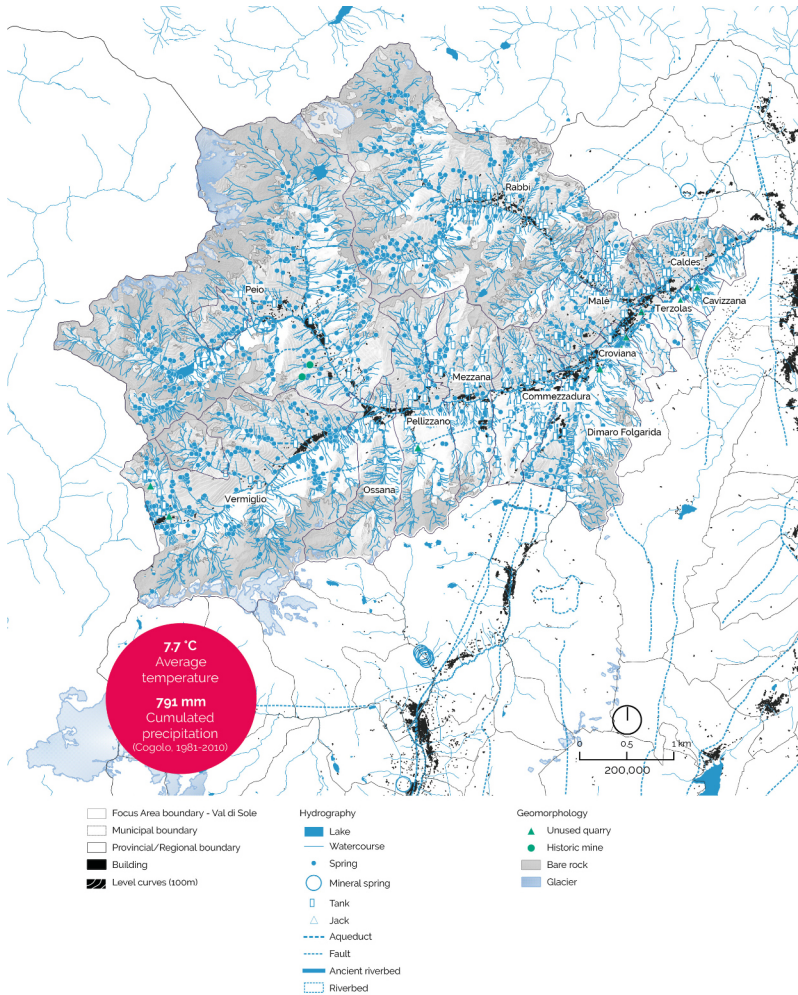 Rabbi
Caldes
Peio
Malé
Cavizzana
Terzolas
Croviana
Mezzana
Commezzadura
Pellizzano
Dimaro Folgarida
Ossana
Vermiglio
7.7 °C
Average
temperature
791 mm
Cumulated
precipitation
(Cogolo, 1981-2010)
0 0.5 1 km
200,000
Focus Area boundary - Val di Sole
Municipal boundary
Provincial/Regional boundary
Building
Level curves (100m)
Hydrography
Lake
Watercourse
Spring
Mineral spring
Tank
Jack
Aqueduct
Fault
Ancient riverbed
Riverbed
Geomorphology
Unused quarry
Historic mine
Bare rock
Glacier